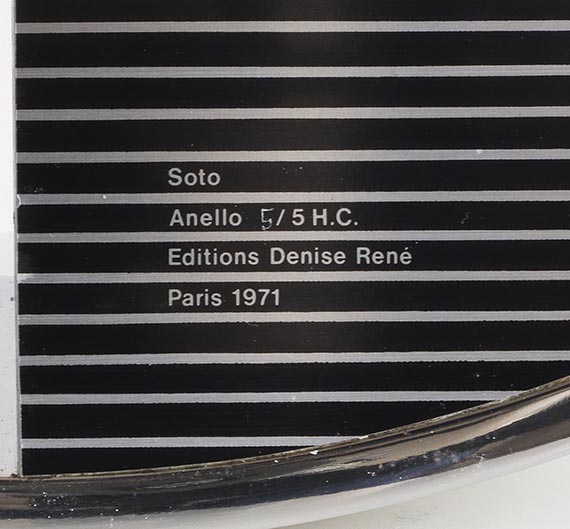 Soto
Anello 5/5 H.C.
Editions Denise René
Paris 1971